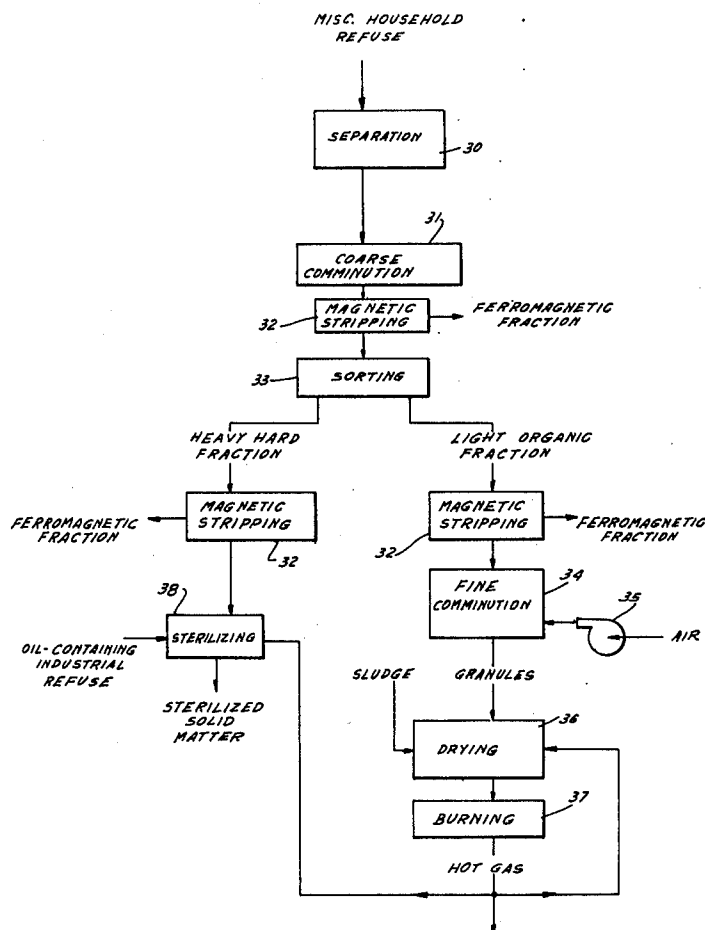 MISC. HOUSEHOLD
REFUSE
SEPARATION
30
31
COARSE
COMMINUTION
MAGNETIC
STRIPPING
32
FERROMAGNETIC
FRACTION
SORTING
33
HEAVY HARD
FRACTION
LIGHT ORGANIC
FRACTION
MAGNETIC
STRIPPING
32
FERROMAGNETIC
FRACTION
MAGNETIC
STRIPPING
32
FERROMAGNETIC
FRACTION
FINE
COMMINUTION
34
35
AIR
38
STERILIZING
OIL-CONTAINING
INDUSTRIAL
REFUSE
STERILIZED
SOLID
MATTER
SLUDGE
GRANULES
36
DRYING
37
BURNING
HOT GAS